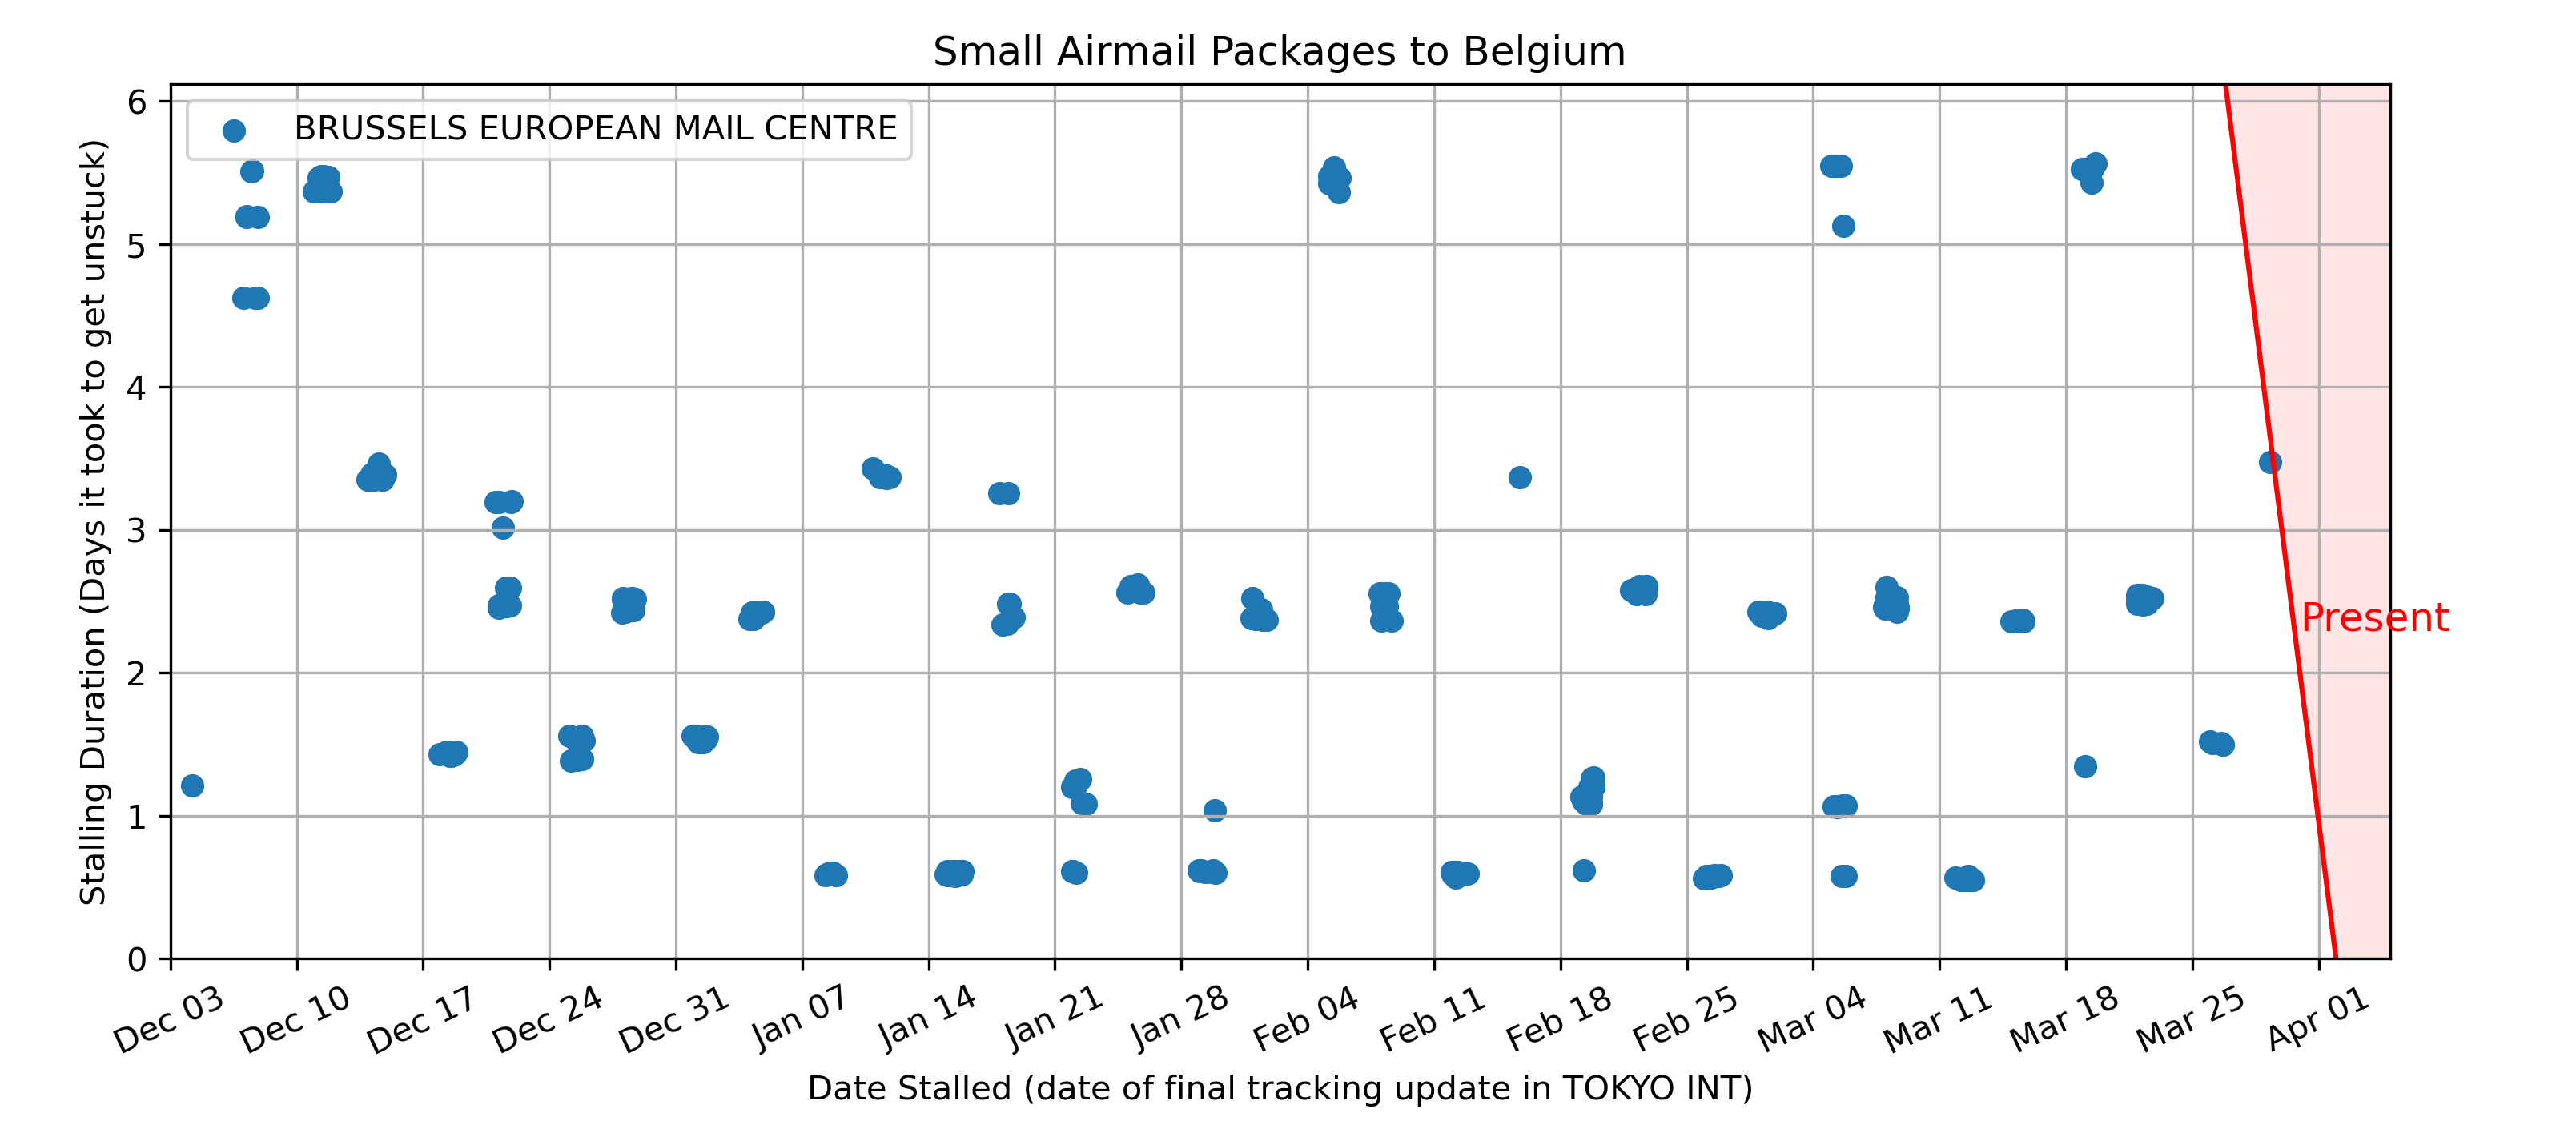 Small Airmail Packages to Belgium
BRUSSELS EUROPEAN MAIL CENTRE
Stalling Duration (Days it took to get unstuck)
6
5
4
3
2
1
0
Present
Dec 03
Dec 10
Dec 17
Dec 24
Dec 31
Jan 07
Jan 14
Jan 21
Jan 28
Feb 04
Feb 11
Feb 18
Feb 25
Mar 04
Mar 11
Mar 18
Mar 25
Apr 01
Date Stalled (date of final tracking update in TOKYO INT)